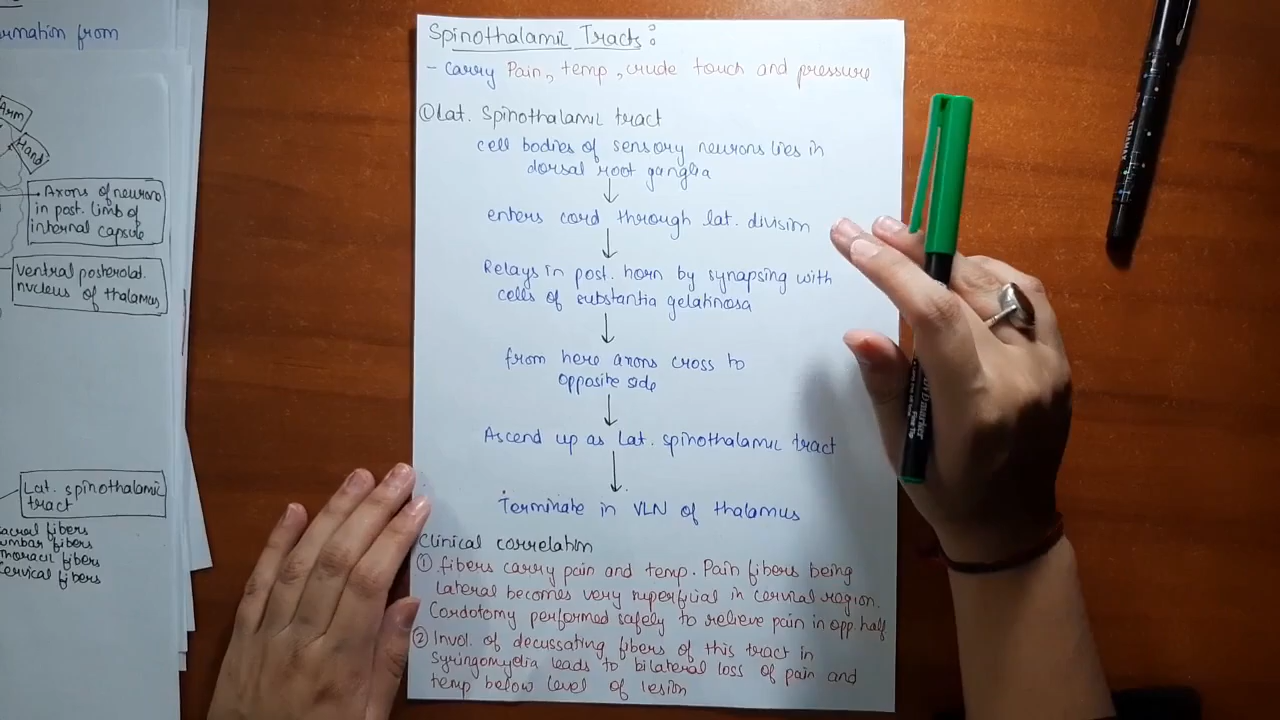 rmation from
Arm
Hand
Axons of neuron
in post. limb of
internal capsule
ventral posterolat.
nucleus of thalamus
Lat. spinothalamic
tract
sacral fibers
umbar fibers
Thoracic fibers
Cervical fibers
Spinothalamic Tracts:
- Carry Pain, temp, crude touch and pressure
① Lat. Spinothalamic tract
cell bodies of sensory neurons lies in
dorsal root ganglia
↓
enters cord through lat. division
↓
Relays in post. horn by synapsing with
cells of substantia gelatinosa
↓
from here axons cross to
opposite side
↓
Ascend up as Lat. spinothalamic tract
↓
Terminate in VLN of thalamus
Clinical correlation
① fibers carry pain and temp. Pain fibers being
lateral becomes very superficial in cervical region.
Cordotomy performed safely to relieve pain in opp. half
② Invol. of decussating fibers of this tract in
Syringomyelia leads to bilateral loss of pain and
temp below level of lesion
marker